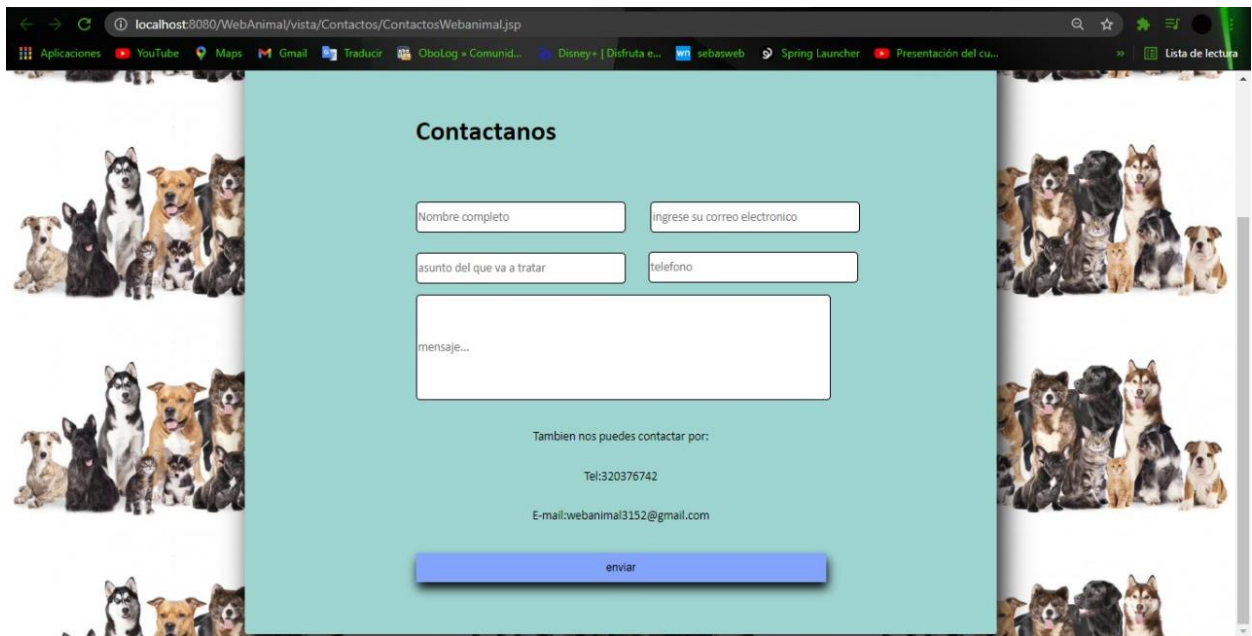 localhost:8080/WebAnimal/vista/Contactos/ContactosWebanimal.jsp
Aplicaciones YouTube Maps Gmail Traducir OboLog » Comunid... Disney+ | Disfruta e... wn sebasweb Spring Launcher Presentación del cu... » Lista de lectura
Contactanos
Nombre completo ingrese su correo electronico
asunto del que va a tratar telefono
mensaje...
Tambien nos puedes contactar por:
Tel:320376742
E-mail:webanimal3152@gmail.com
enviar